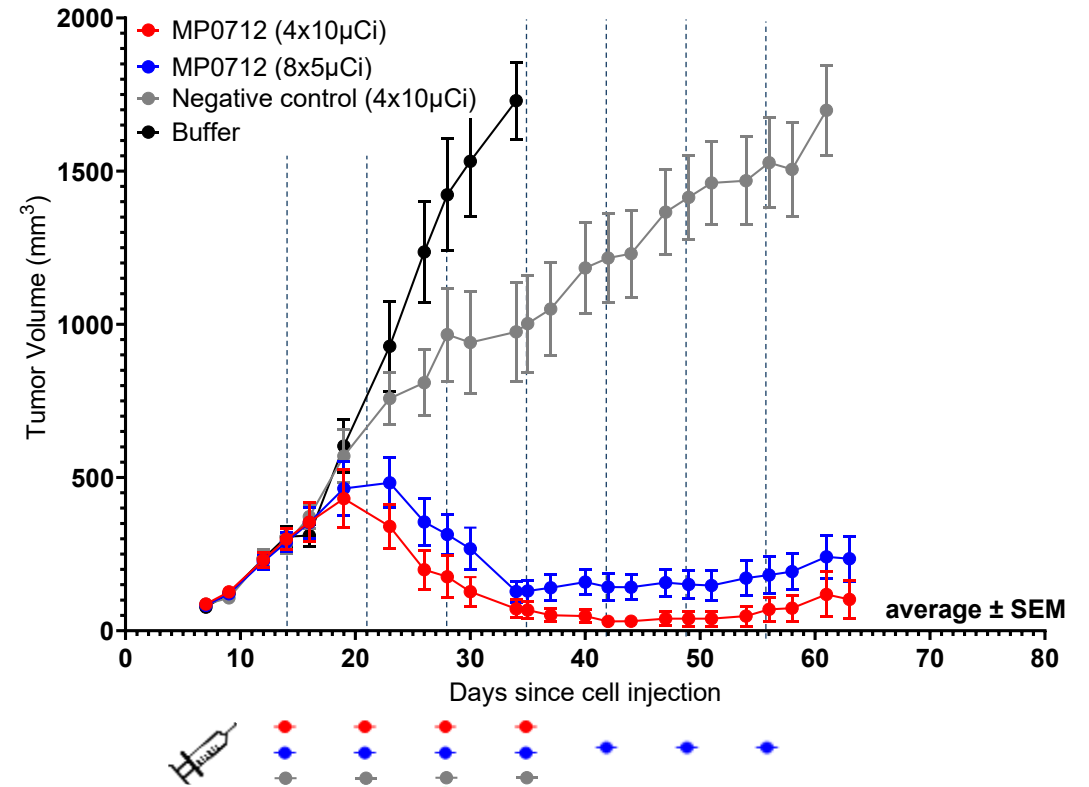 2000
MP0712 (4x10µCi)
MP0712 (8x5µCi)
Negative control (4x10µCi)
Buffer
1500
Tumor Volume (mm³)
1000
500
0
average ± SEM
0 10 20 30 40 50 60 70 80
Days since cell injection